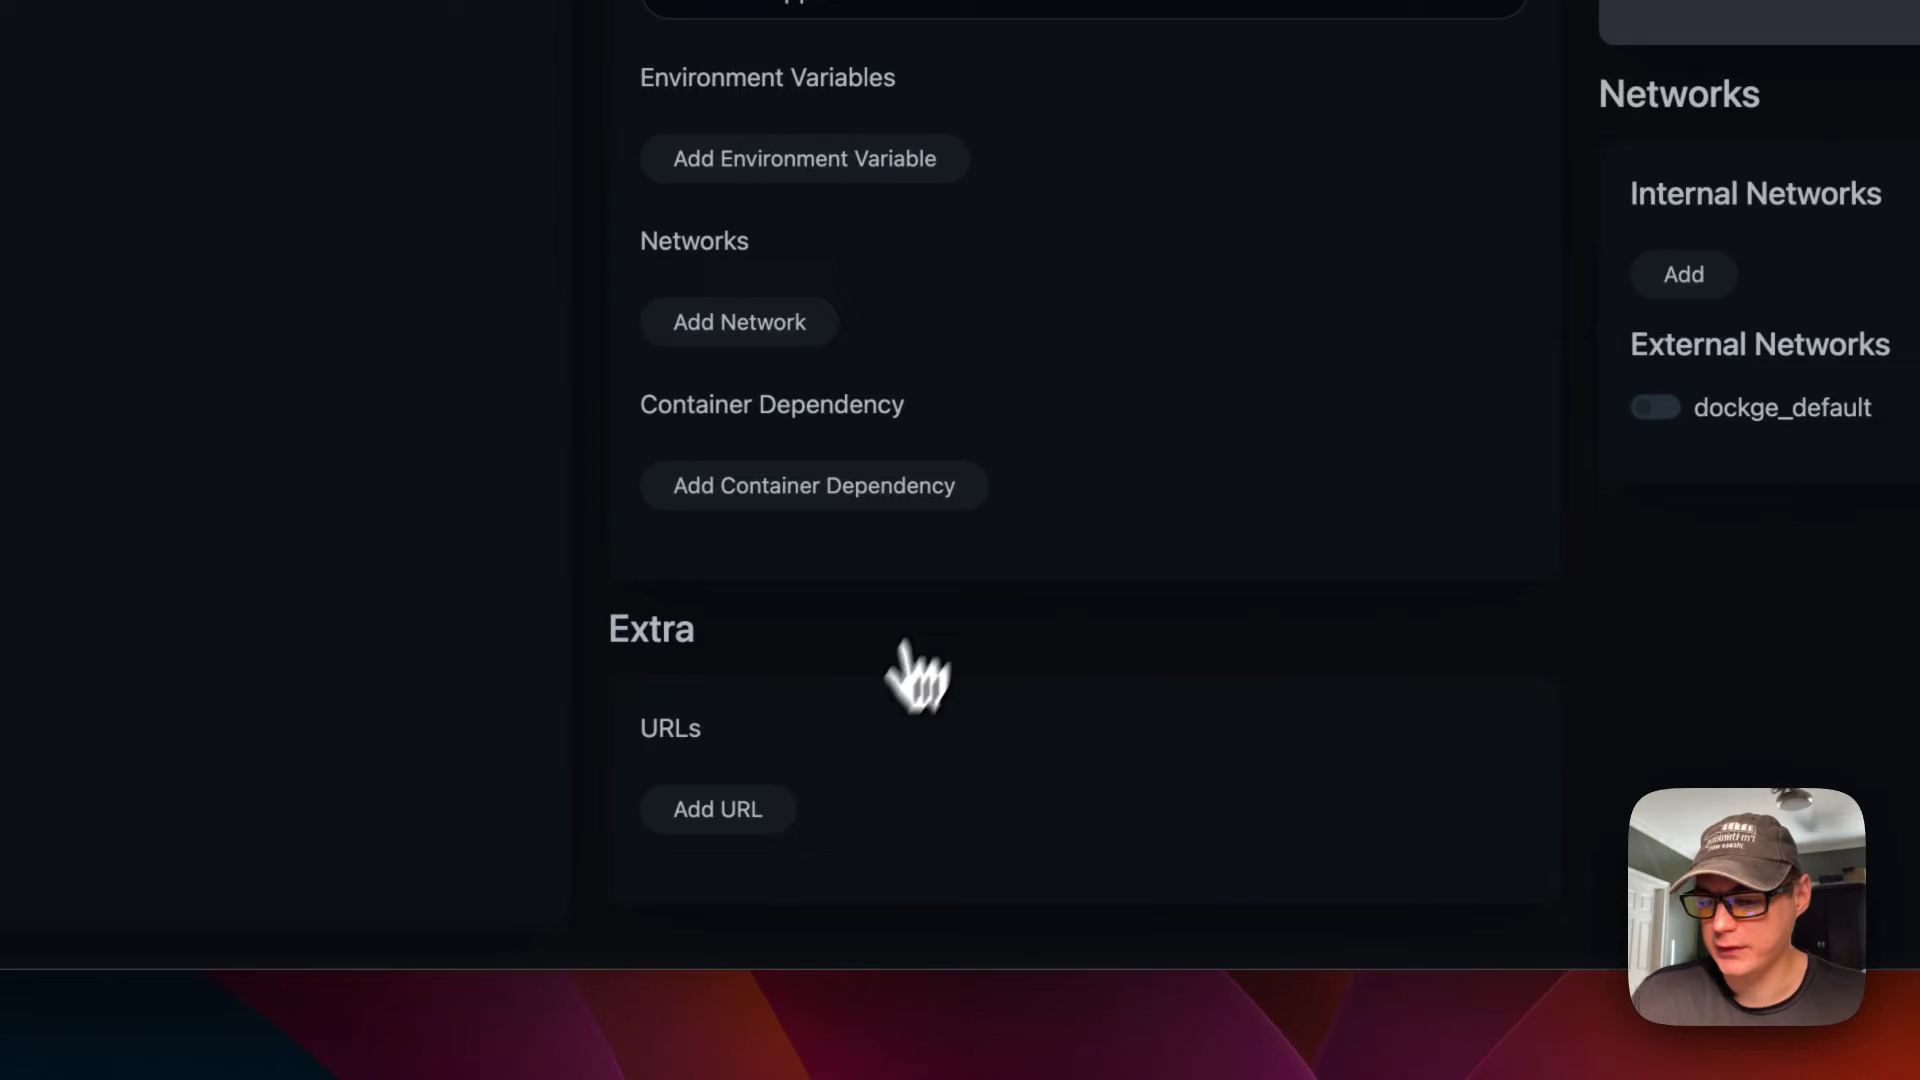 Environment Variables
Add Environment Variable
Networks
Add Network
Container Dependency
Add Container Dependency
Extra
URLs
Add URL
Networks
Internal Networks
Add
External Networks
dockge_default